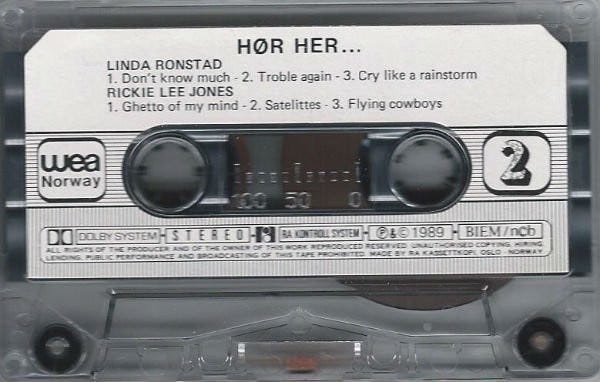 HØR HER...
LINDA RONSTAD
1. Don't know much - 2. Troble again - 3. Cry like a rainstorm
RICKIE LEE JONES
1. Ghetto of my mind - 2. Satelittes - 3. Flying cowboys
wea
Norway
2
100 50 0
DOLBY SYSTEM STEREO RA KONTROLL SYSTEM Ⓟ & © 1989 BIEM/ncb
ALL RIGHTS OF THE PRODUCER AND OF THE OWNER OF THIS WORK REPRODUCED RESERVED. UNAUTHORISED COPYING, HIRING,
LENDING, PUBLIC PERFORMANCE AND BROADCASTING OF THIS TAPE PROHIBITED. MADE BY RA KASSETTKOPI, OSLO - NORWAY